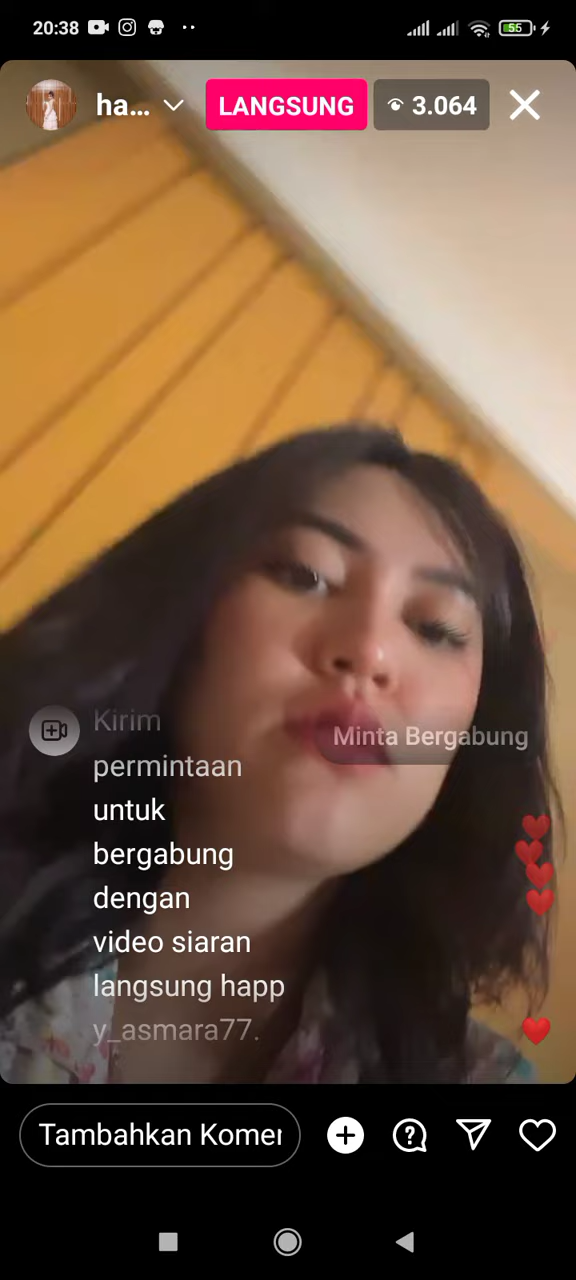 20:38
55
ha...
LANGSUNG
3.064
Kirim
permintaan
untuk
bergabung
dengan
video siaran
langsung happ
y_asmara77.
Minta Bergabung
Tambahkan Komer